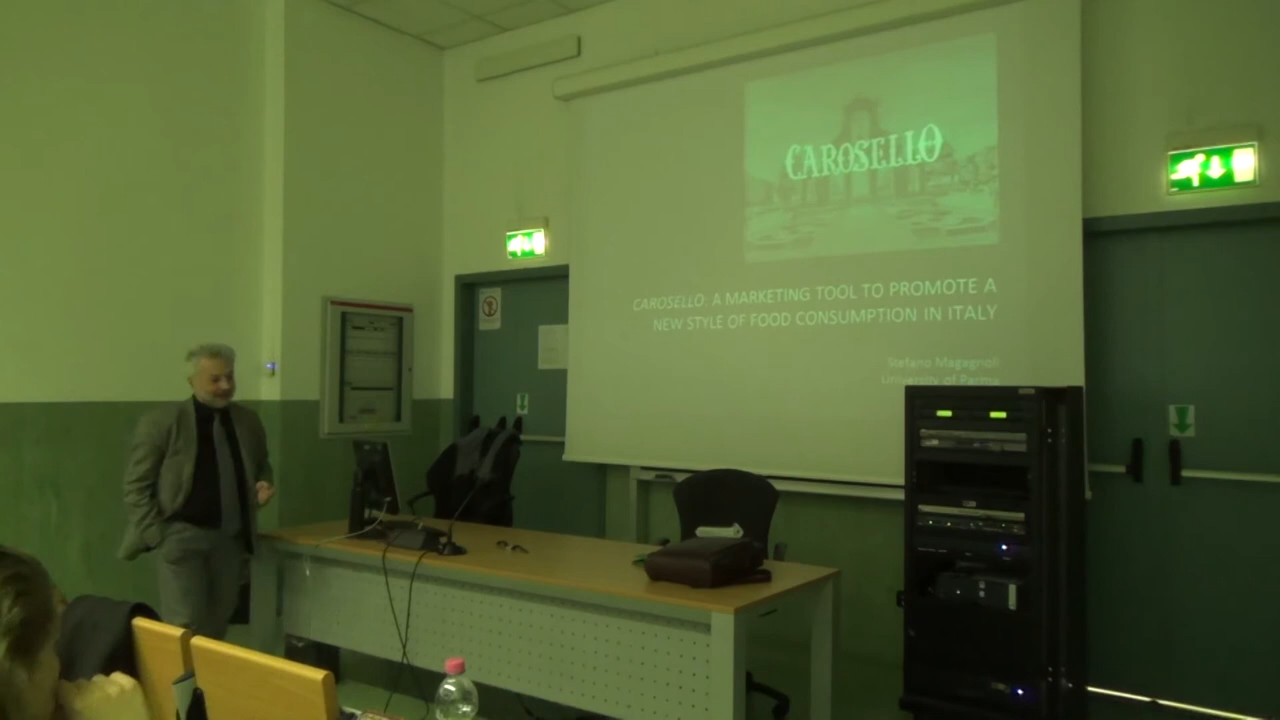 CAROSELLO
CAROSELLO: A MARKETING TOOL TO PROMOTE A
NEW STYLE OF FOOD CONSUMPTION IN ITALY
Stefano Magagnoli
University of Parma